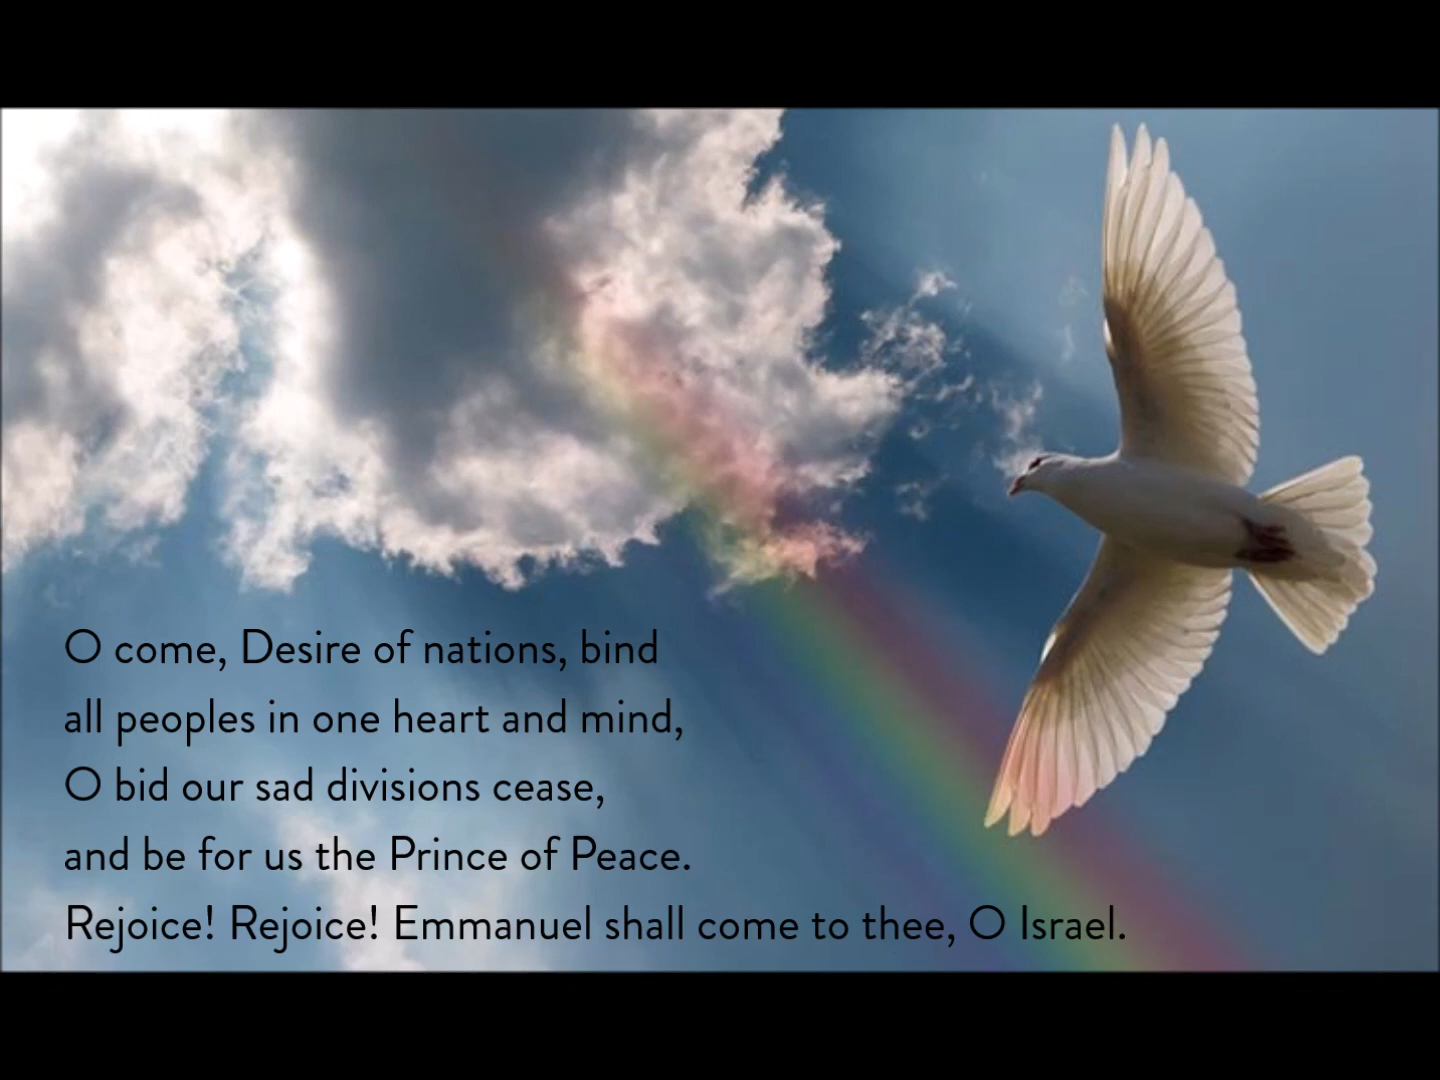 O come, Desire of nations, bind
all peoples in one heart and mind,
O bid our sad divisions cease,
and be for us the Prince of Peace.
Rejoice! Rejoice! Emmanuel shall come to thee, O Israel.